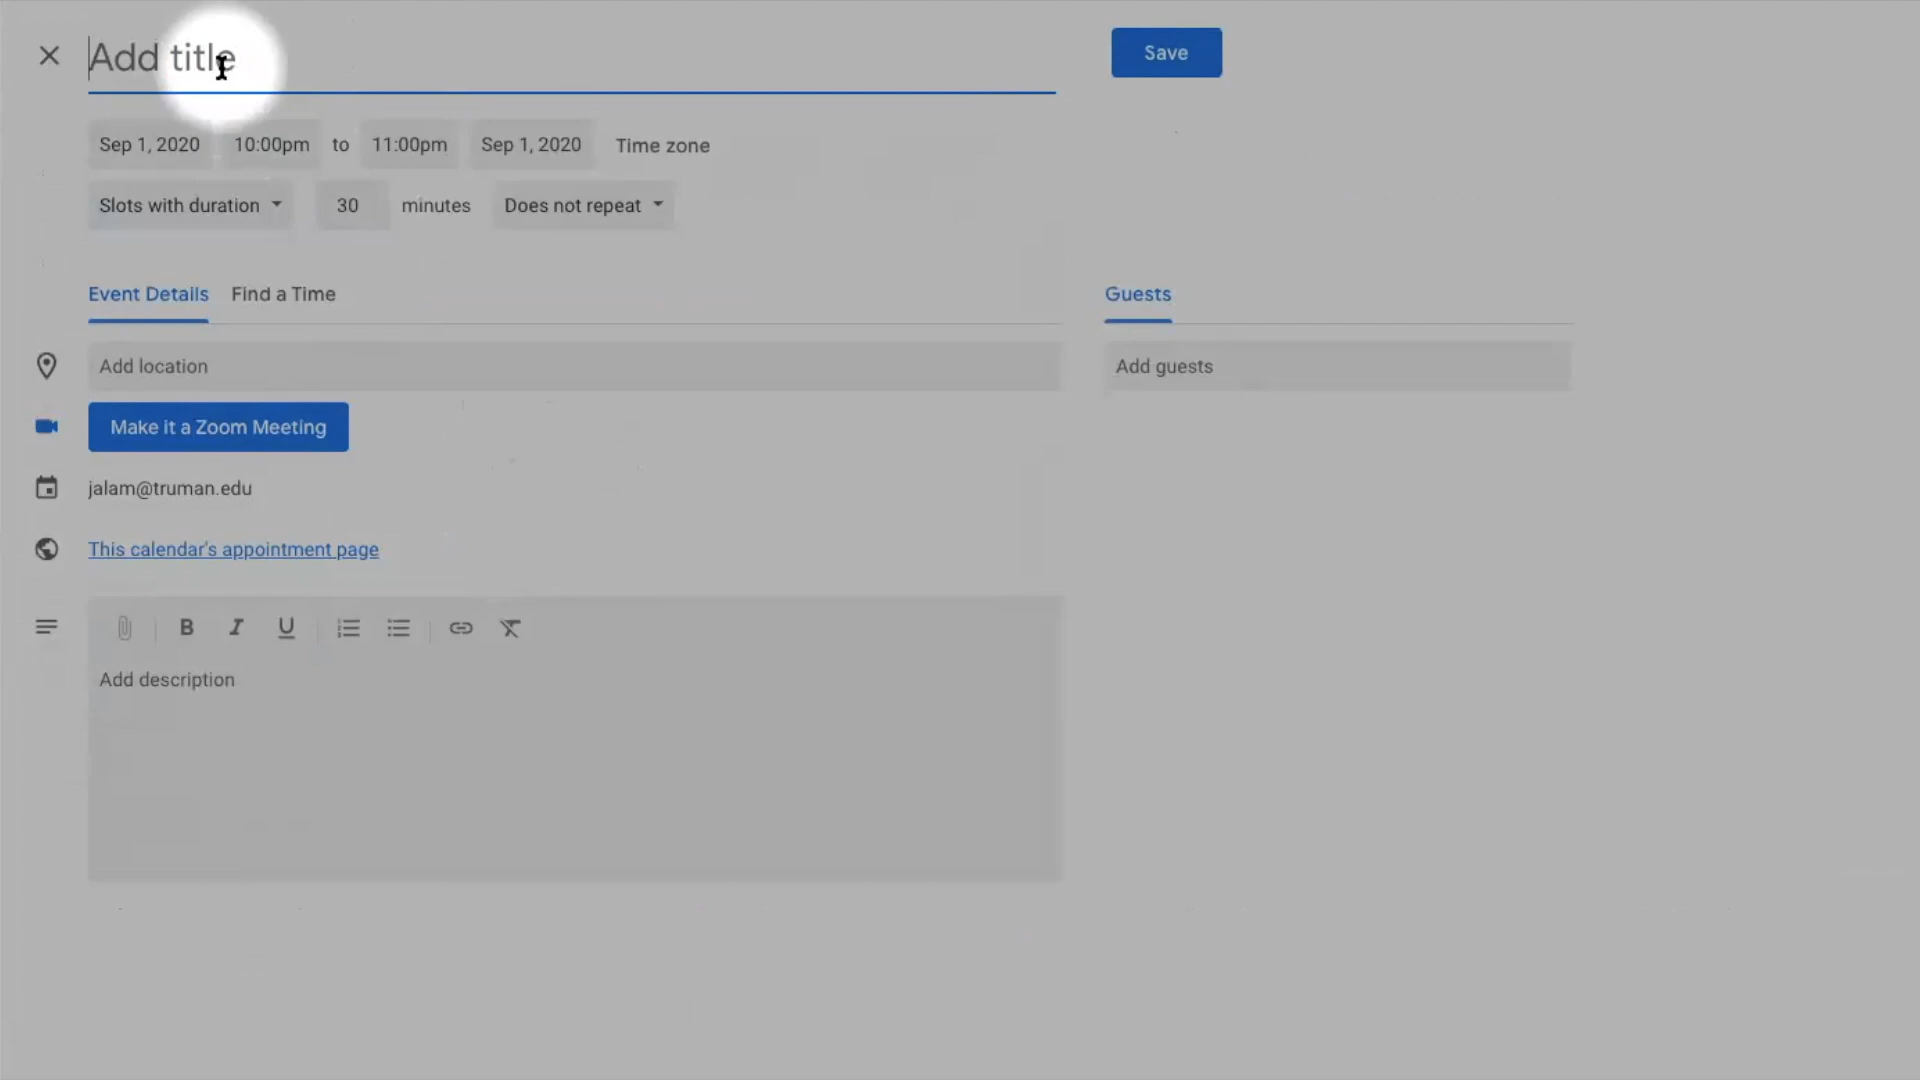 Add title
Save
Sep 1, 2020 10:00pm to 11:00pm Sep 1, 2020 Time zone
Slots with duration 30 minutes Does not repeat
Event Details Find a Time
Guests
Add location
Add guests
Make it a Zoom Meeting
jalam@truman.edu
This calendar's appointment page
B I U
Add description